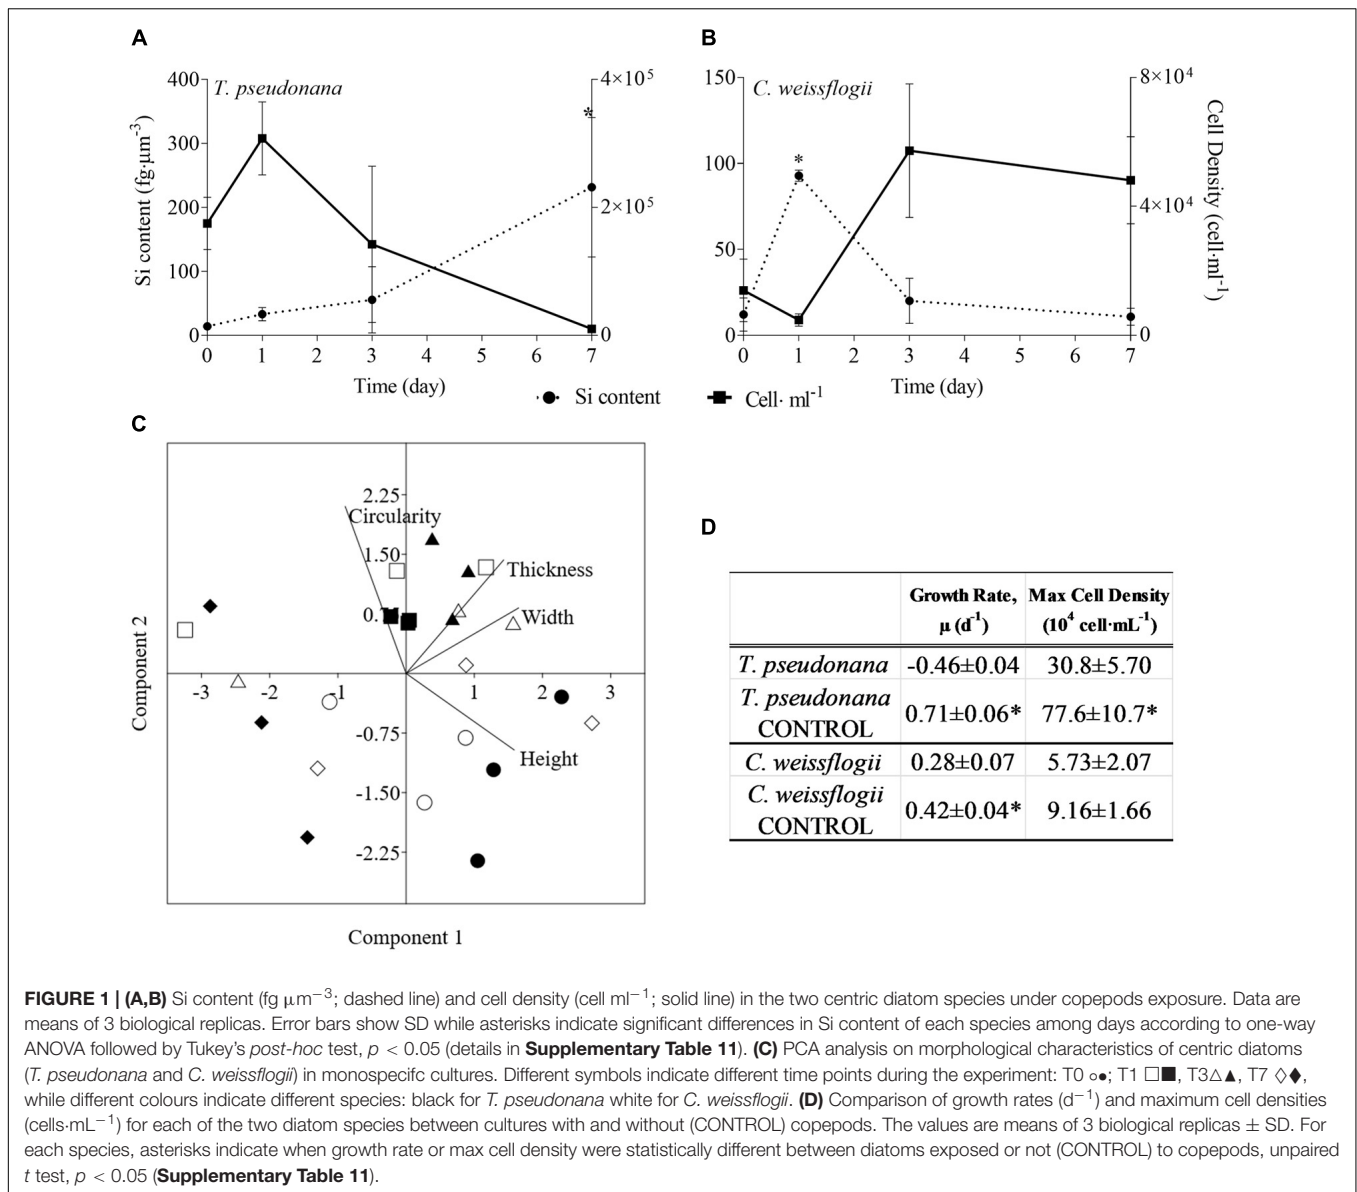 A
B
400
300
200
100
0
Si content (fg·µm⁻³)
T. pseudonana
*
4×10⁵
2×10⁵
0
0 1 2 3 4 5 6 7
Time (day)
150
100
50
0
C. weissflogii
*
8×10⁴
4×10⁴
0
Cell Density (cell·ml⁻¹)
0 1 2 3 4 5 6 7
Time (day)
Si content
Cell· ml⁻¹
C
2.25
Circularity
1.50
Thickness
Width
-3 -2 -1 1 2 3
-0.75
Height
-1.50
-2.25
Component 2
Component 1
D
Growth Rate, Max Cell Density
µ (d⁻¹) (10⁴ cell·mL⁻¹)
T. pseudonana -0.46±0.04 30.8±5.70
T. pseudonana
CONTROL 0.71±0.06* 77.6±10.7*
C. weissflogii 0.28±0.07 5.73±2.07
C. weissflogii
CONTROL 0.42±0.04* 9.16±1.66
FIGURE 1 | (A,B) Si content (fg µm⁻³; dashed line) and cell density (cell ml⁻¹; solid line) in the two centric diatom species under copepods exposure. Data are
means of 3 biological replicas. Error bars show SD while asterisks indicate significant differences in Si content of each species among days according to one-way
ANOVA followed by Tukey's post-hoc test, p < 0.05 (details in Supplementary Table 11). (C) PCA analysis on morphological characteristics of centric diatoms
(T. pseudonana and C. weissflogii) in monospecifc cultures. Different symbols indicate different time points during the experiment: T0 ○●; T1 □■, T3△▲, T7 ◇◆,
while different colours indicate different species: black for T. pseudonana white for C. weissflogii. (D) Comparison of growth rates (d⁻¹) and maximum cell densities
(cells·mL⁻¹) for each of the two diatom species between cultures with and without (CONTROL) copepods. The values are means of 3 biological replicas ± SD. For
each species, asterisks indicate when growth rate or max cell density were statistically different between diatoms exposed or not (CONTROL) to copepods, unpaired
t test, p < 0.05 (Supplementary Table 11).